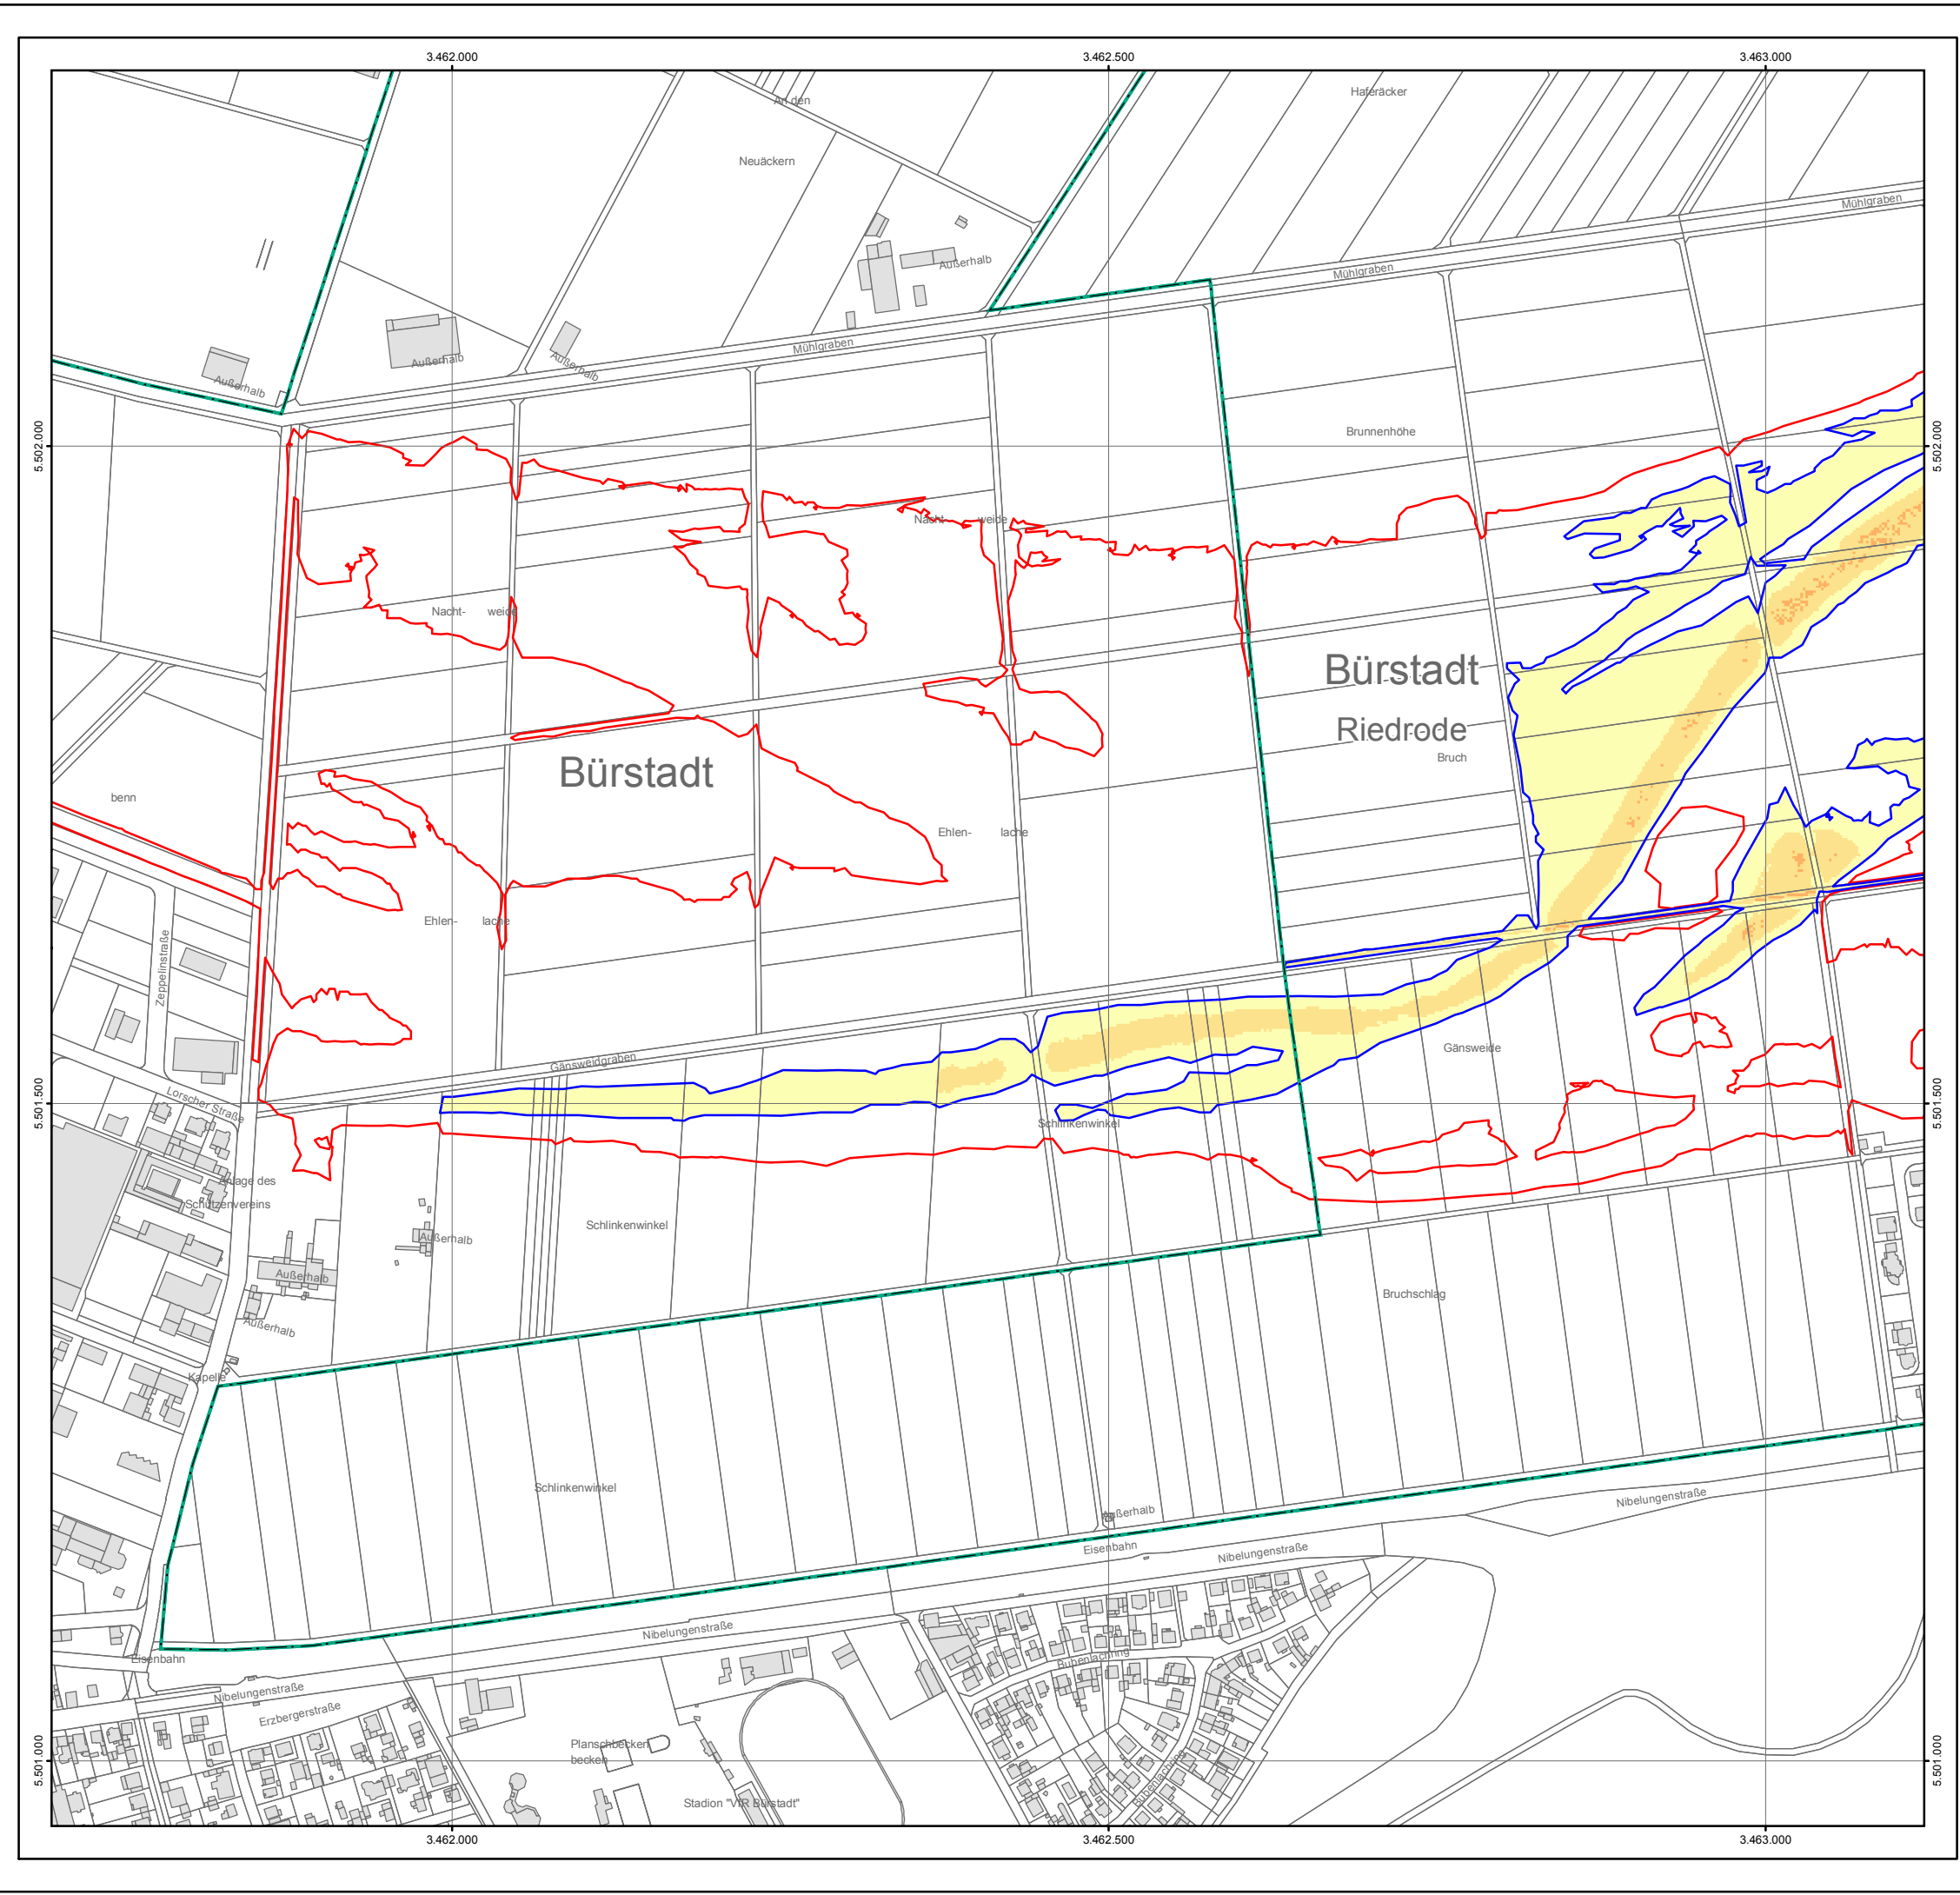 3.462.000
3.462.500
3.463.000
An den
Haferäcker
Neuäckern
Mühlgraben
Außerhalb
Mühlgraben
Mühlgraben
Außerhalb
Außerhalb
Außerhalb
5.502.000
Brunnenhöhe
5.502.000
Nacht- weide
Nacht- weide
Bürstadt
Riedrode
Bruch
Bürstadt
benn
Ehlen- lache
Ehlen- lache
Zeppelinstraße
Gänsweidgraben
Gänsweide
5.501.500
Lorscher Straße
Schlinkenwinkel
5.501.500
Anlage des
Schützenvereins
Schlinkenwinkel
Außerhalb
Außerhalb
Bruchschlag
Außerhalb
Kapelle
Schlinkenwinkel
Außerhalb
Nibelungenstraße
Eisenbahn
Nibelungenstraße
Nibelungenstraße
Eisenbahn
Bubenlachring
Nibelungenstraße
Erzbergerstraße
Planschbecken
becken
5.501.000
Bubenlachring
5.501.000
Stadion "VfR Bürstadt"
3.462.000
3.462.500
3.463.000